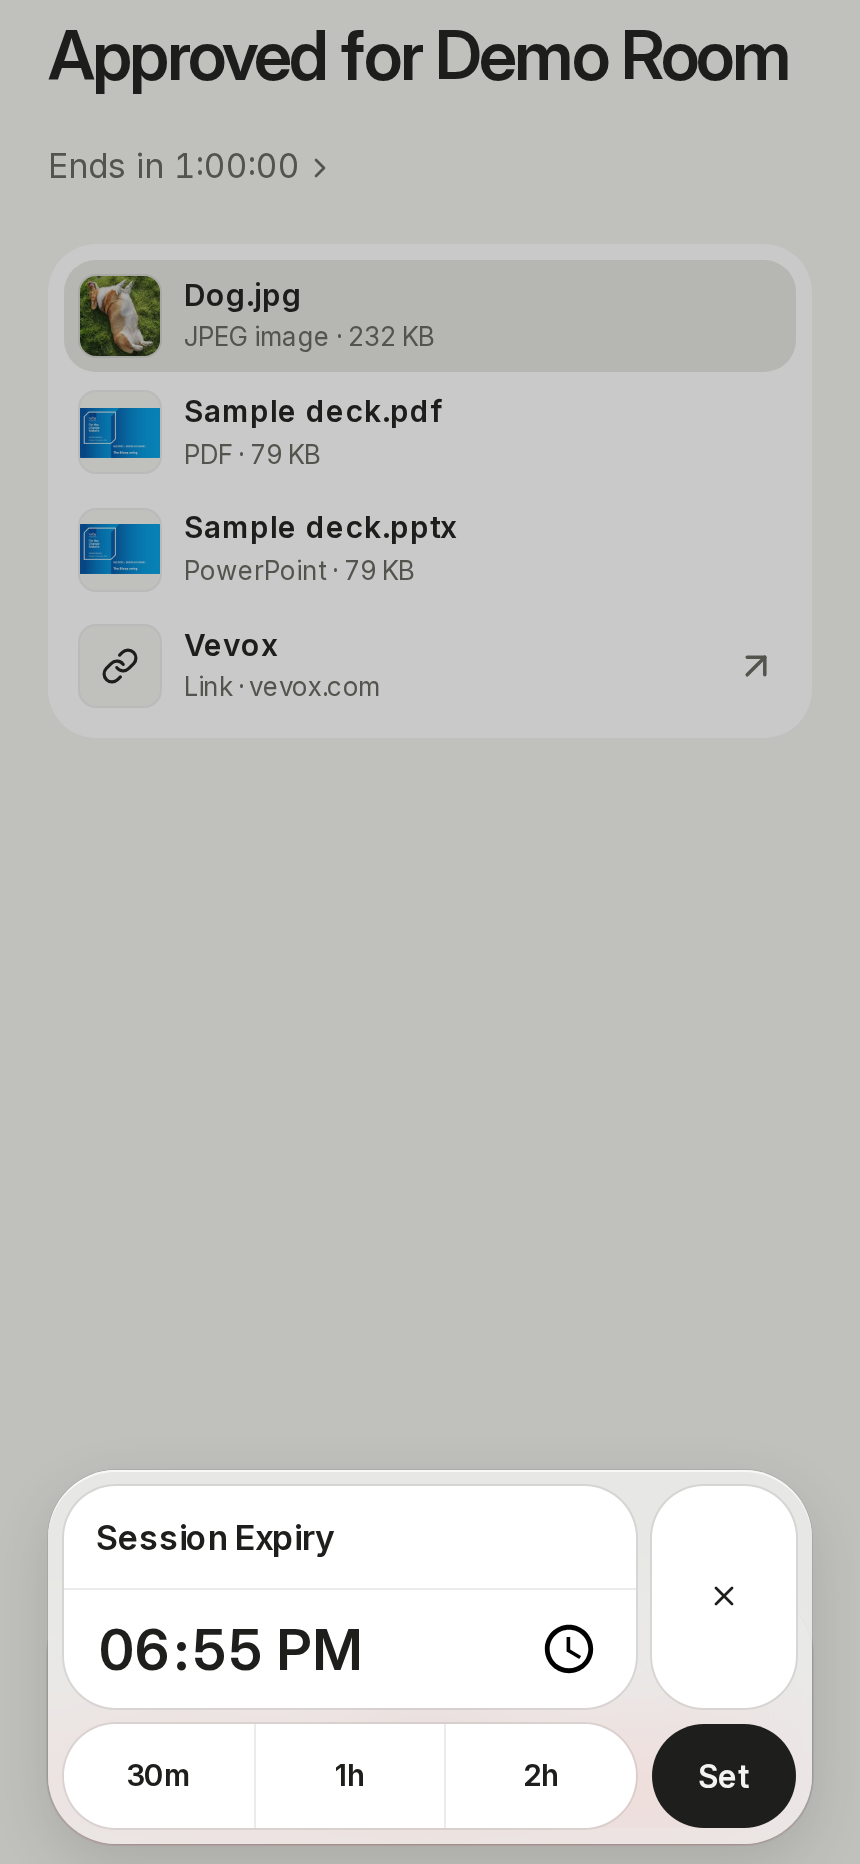 Approved for Demo Room
Ends in 1:00:00
Dog.jpg
JPEG image · 232 KB
Sample deck.pdf
PDF · 79 KB
Sample deck.pptx
PowerPoint · 79 KB
Vevox
Link · vevox.com
Session Expiry
06:55 PM
30m
1h
2h
Set